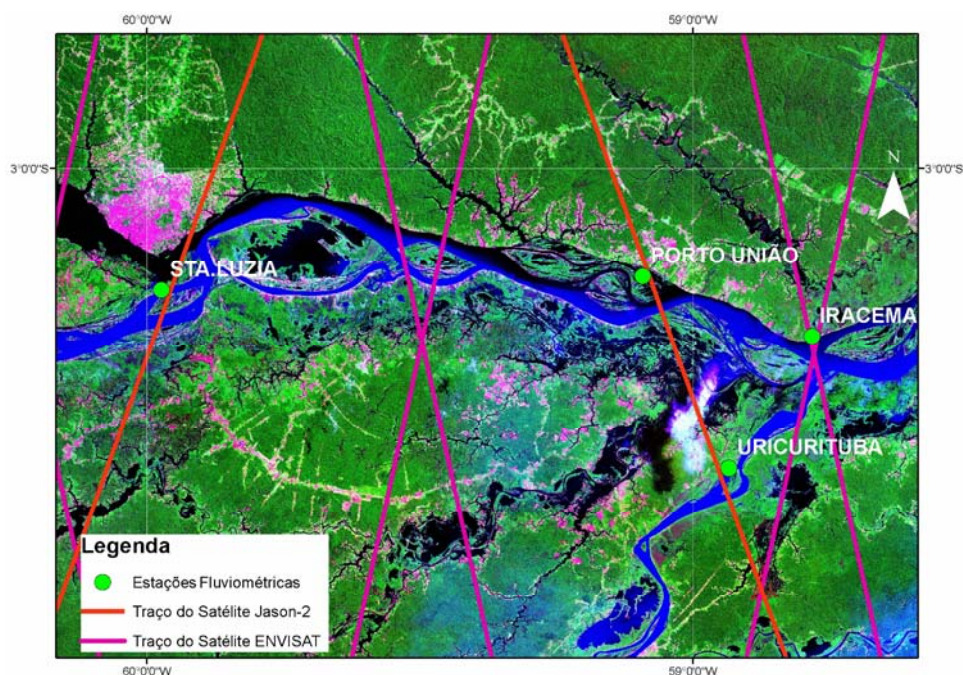 60°0'0"W 59°0'0"W
3°0'0"S 3°0'0"S
N
STA.LUZIA
PORTO UNIÃO
IRACEMA
URICURITUBA
Legenda
Estações Fluviométricas
Traço do Satélite Jason-2
Traço do Satélite ENVISAT
60°0'0"W 59°0'0"W